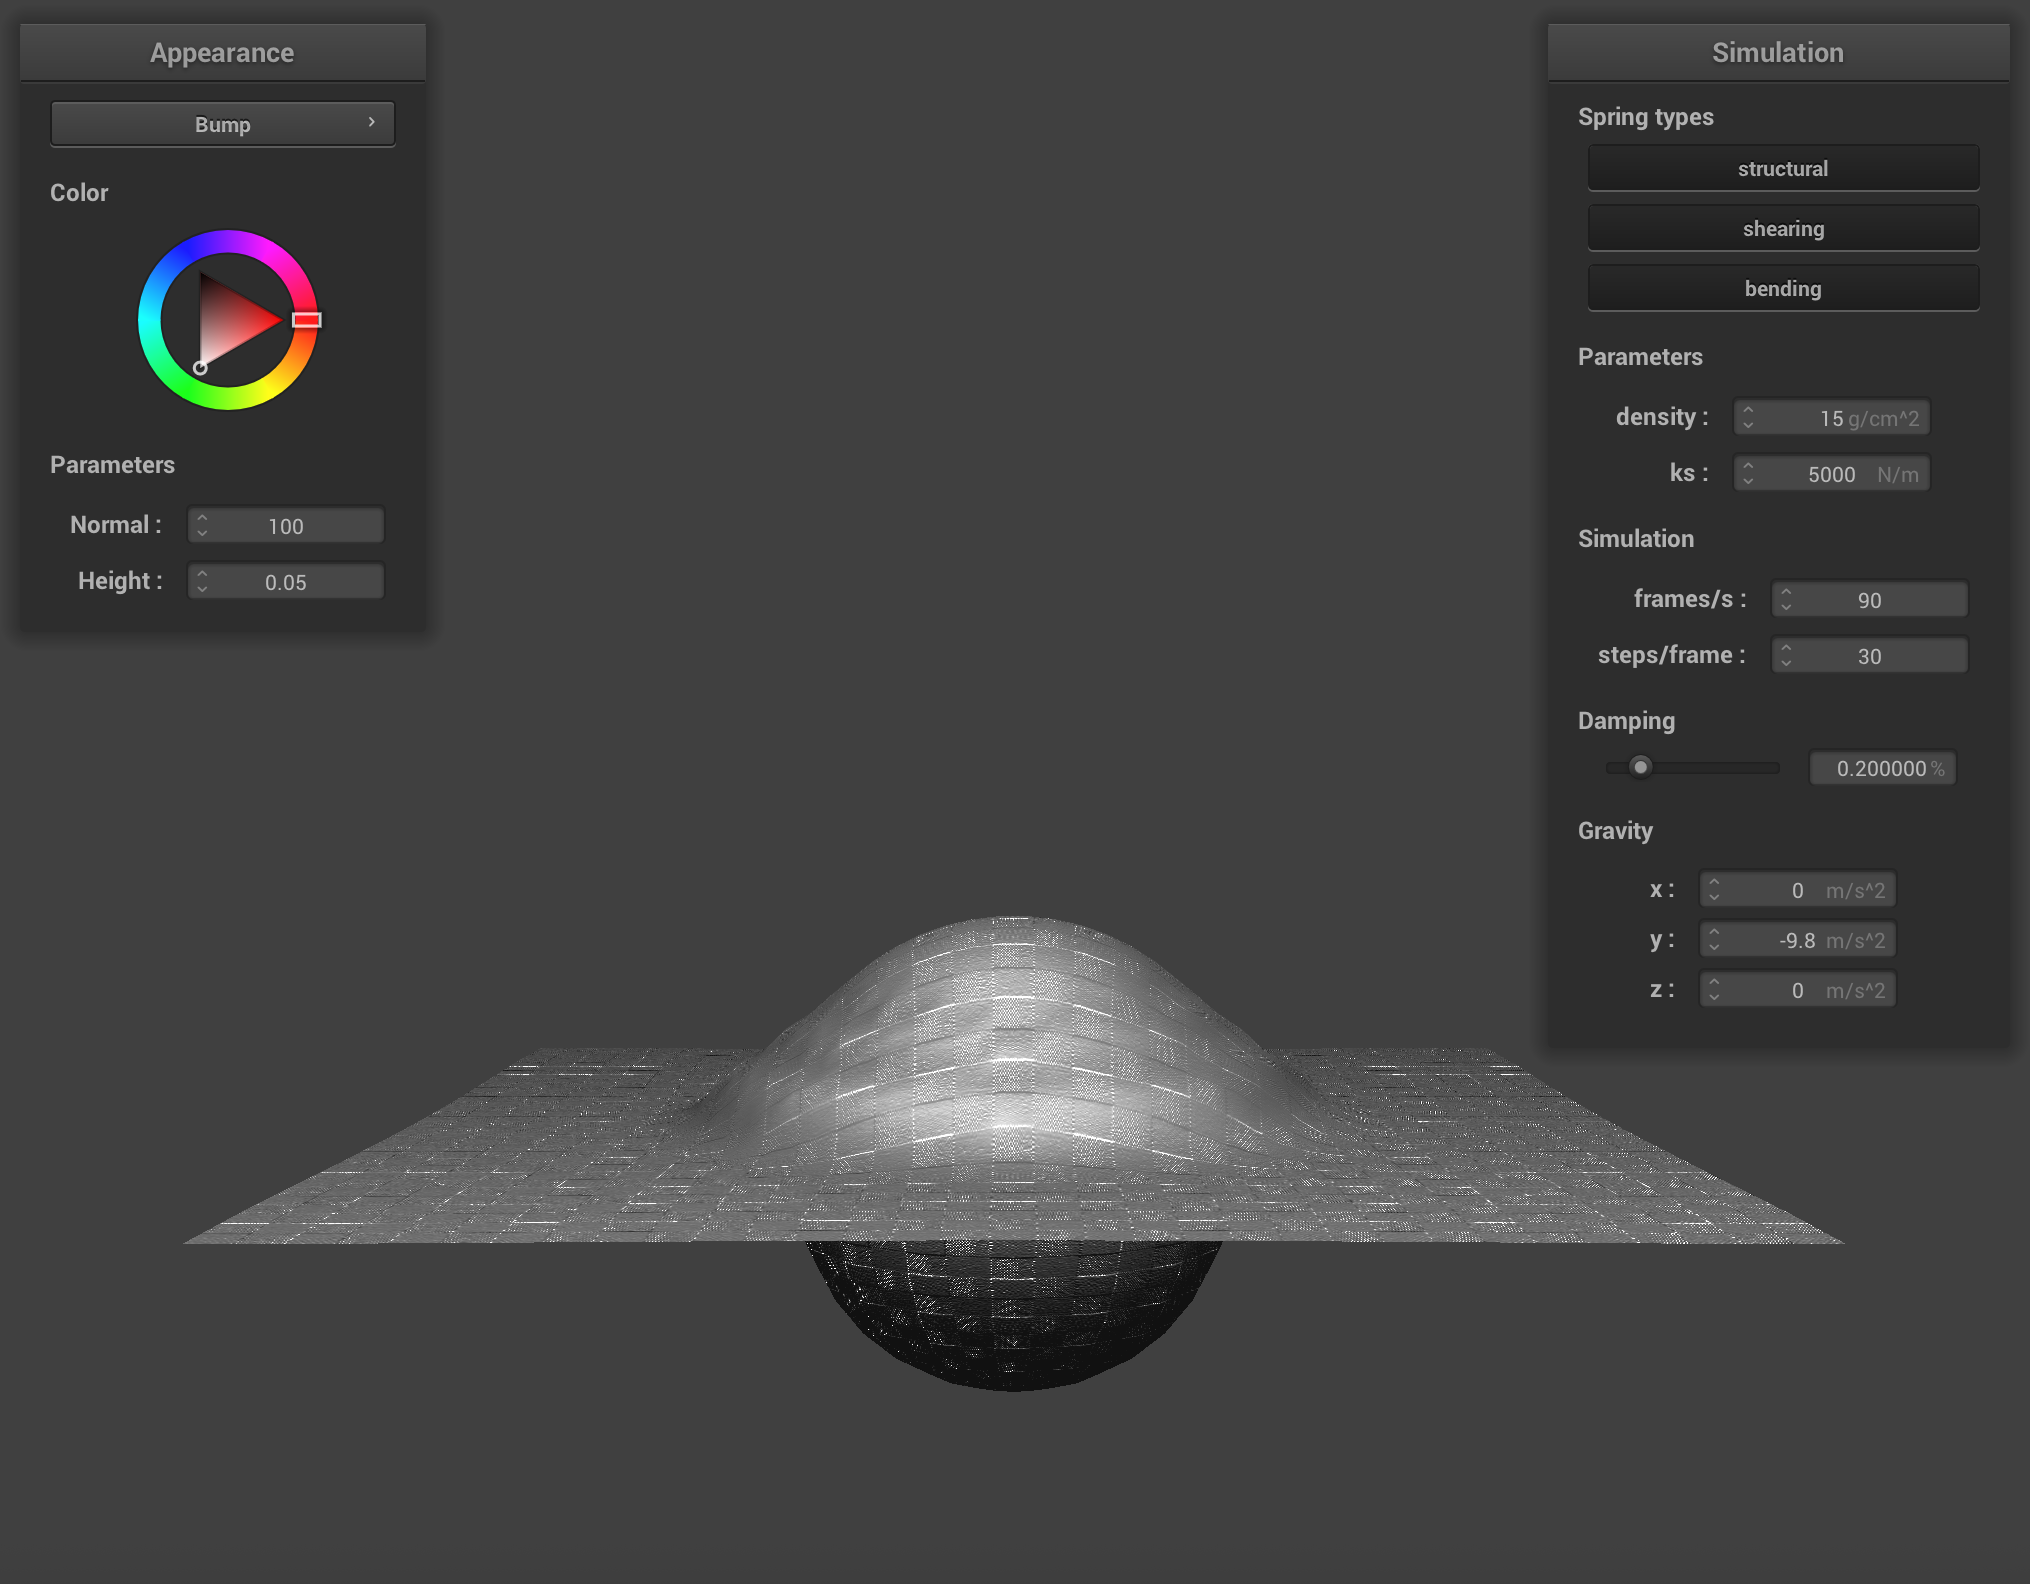 Appearance
Bump
Color
Parameters
Normal : 100
Height : 0.05
Simulation
Spring types
structural
shearing
bending
Parameters
density : 15 g/cm^2
ks : 5000 N/m
Simulation
frames/s : 90
steps/frame : 30
Damping
0.200000 %
Gravity
x : 0 m/s^2
y : -9.8 m/s^2
z : 0 m/s^2